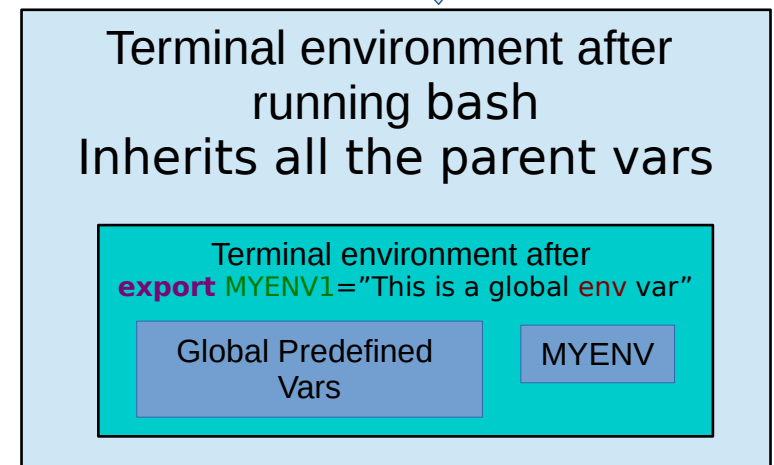 Terminal environment after
running bash
Inherits all the parent vars
Terminal environment after
export MYENV1=”This is a global env var”
Global Predefined
Vars
MYENV